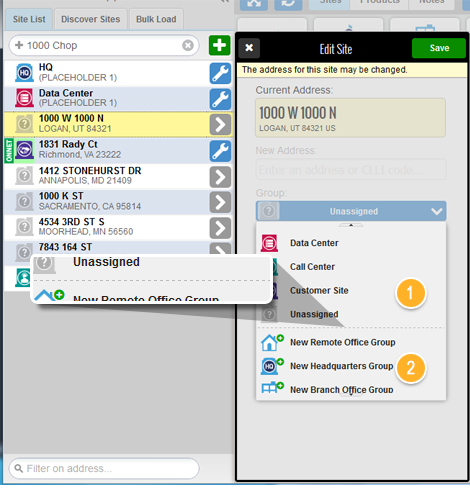 Sites
Products
Notes
Site List
Discover Sites
Bulk Load
1000 Chop
HQ
(PLACEHOLDER 1)
Data Center
(PLACEHOLDER 1)
1000 W 1000 N
LOGAN, UT 84321
ONNET
1831 Rady Ct
Richmond, VA 23222
1412 STONEHURST DR
ANNAPOLIS, MD 21409
1000 K ST
SACRAMENTO, CA 95814
4534 3RD ST S
MOORHEAD, MN 56560
7843 164 ST
Unassigned
New Remote Office Group
Filter on address...
Edit Site
Save
The address for this site may be changed.
Current Address:
1000 W 1000 N
LOGAN, UT 84321 US
New Address:
Enter an address or CLLI code...
Group:
Unassigned
Data Center
Call Center
Customer Site
1
Unassigned
New Remote Office Group
HQ New Headquarters Group
2
New Branch Office Group